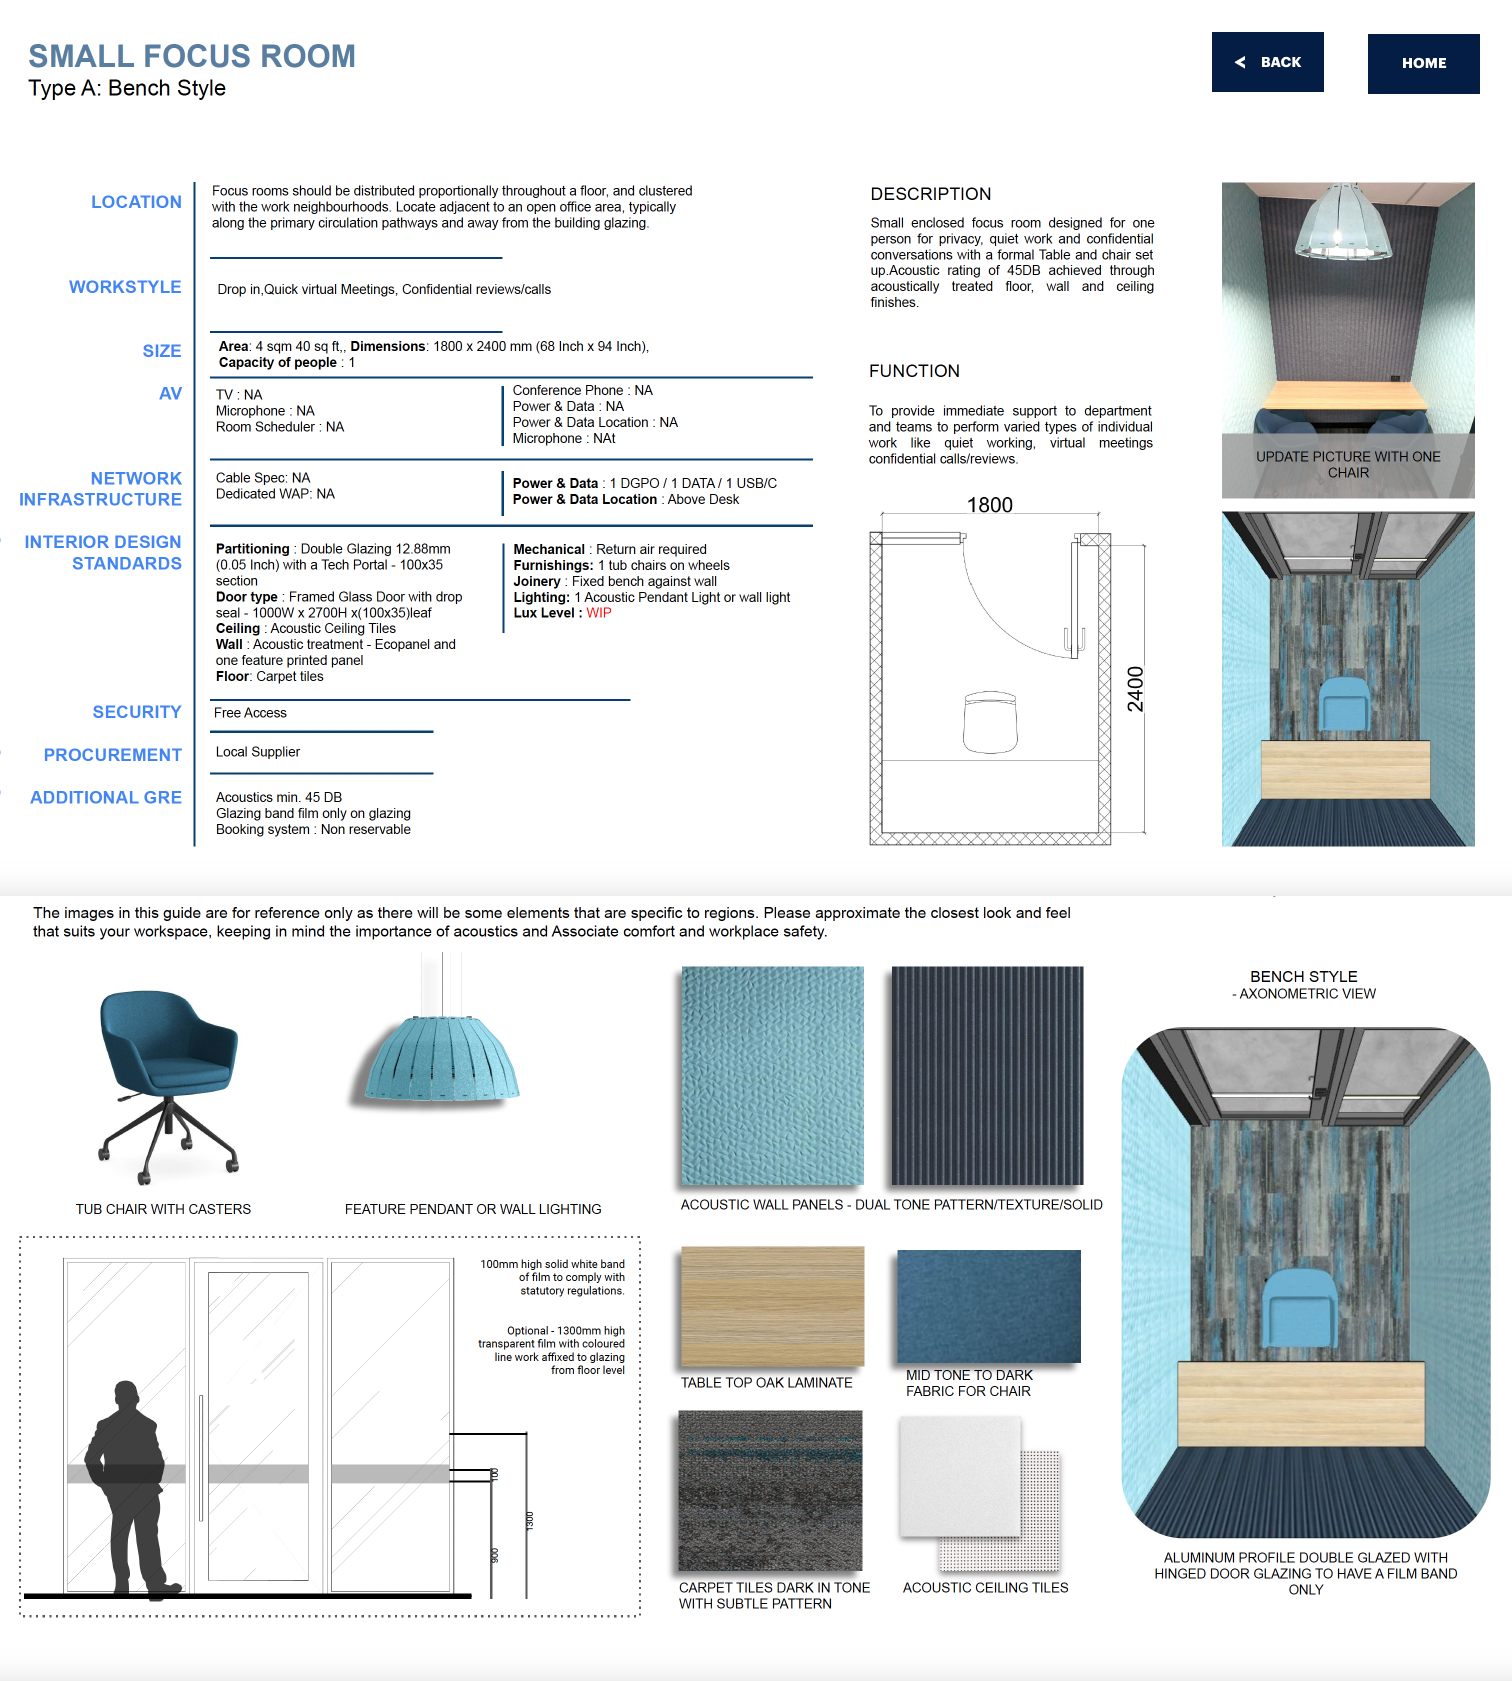 SMALL FOCUS ROOM
Type A: Bench Style
< BACK
HOME
LOCATION
Focus rooms should be distributed proportionally throughout a floor, and clustered
with the work neighbourhoods. Locate adjacent to an open office area, typically
along the primary circulation pathways and away from the building glazing.
WORKSTYLE
Drop in,Quick virtual Meetings, Confidential reviews/calls
SIZE
Area: 4 sqm 40 sq ft,, Dimensions: 1800 x 2400 mm (68 Inch x 94 Inch),
Capacity of people : 1
AV
TV : NA
Microphone : NA
Room Scheduler : NA
Conference Phone : NA
Power & Data : NA
Power & Data Location : NA
Microphone : NAt
NETWORK
INFRASTRUCTURE
Cable Spec: NA
Dedicated WAP: NA
Power & Data : 1 DGPO / 1 DATA / 1 USB/C
Power & Data Location : Above Desk
INTERIOR DESIGN
STANDARDS
Partitioning : Double Glazing 12.88mm
(0.05 Inch) with a Tech Portal - 100x35
section
Door type : Framed Glass Door with drop
seal - 1000W x 2700H x(100x35)leaf
Ceiling : Acoustic Ceiling Tiles
Wall : Acoustic treatment - Ecopanel and
one feature printed panel
Floor: Carpet tiles
Mechanical : Return air required
Furnishings: 1 tub chairs on wheels
Joinery : Fixed bench against wall
Lighting: 1 Acoustic Pendant Light or wall light
Lux Level : WIP
SECURITY
Free Access
PROCUREMENT
Local Supplier
ADDITIONAL GRE
Acoustics min. 45 DB
Glazing band film only on glazing
Booking system : Non reservable
DESCRIPTION
Small enclosed focus room designed for one
person for privacy, quiet work and confidential
conversations with a formal Table and chair set
up.Acoustic rating of 45DB achieved through
acoustically treated floor, wall and ceiling
finishes.
FUNCTION
To provide immediate support to department
and teams to perform varied types of individual
work like quiet working, virtual meetings
confidential calls/reviews.
1800
2400
UPDATE PICTURE WITH ONE
CHAIR
The images in this guide are for reference only as there will be some elements that are specific to regions. Please approximate the closest look and feel
that suits your workspace, keeping in mind the importance of acoustics and Associate comfort and workplace safety.
TUB CHAIR WITH CASTERS
FEATURE PENDANT OR WALL LIGHTING
ACOUSTIC WALL PANELS - DUAL TONE PATTERN/TEXTURE/SOLID
BENCH STYLE
- AXONOMETRIC VIEW
100mm high solid white band
of film to comply with
statutory regulations.
Optional - 1300mm high
transparent film with coloured
line work affixed to glazing
from floor level
100
900
1300
TABLE TOP OAK LAMINATE
MID TONE TO DARK
FABRIC FOR CHAIR
CARPET TILES DARK IN TONE
WITH SUBTLE PATTERN
ACOUSTIC CEILING TILES
ALUMINUM PROFILE DOUBLE GLAZED WITH
HINGED DOOR GLAZING TO HAVE A FILM BAND
ONLY